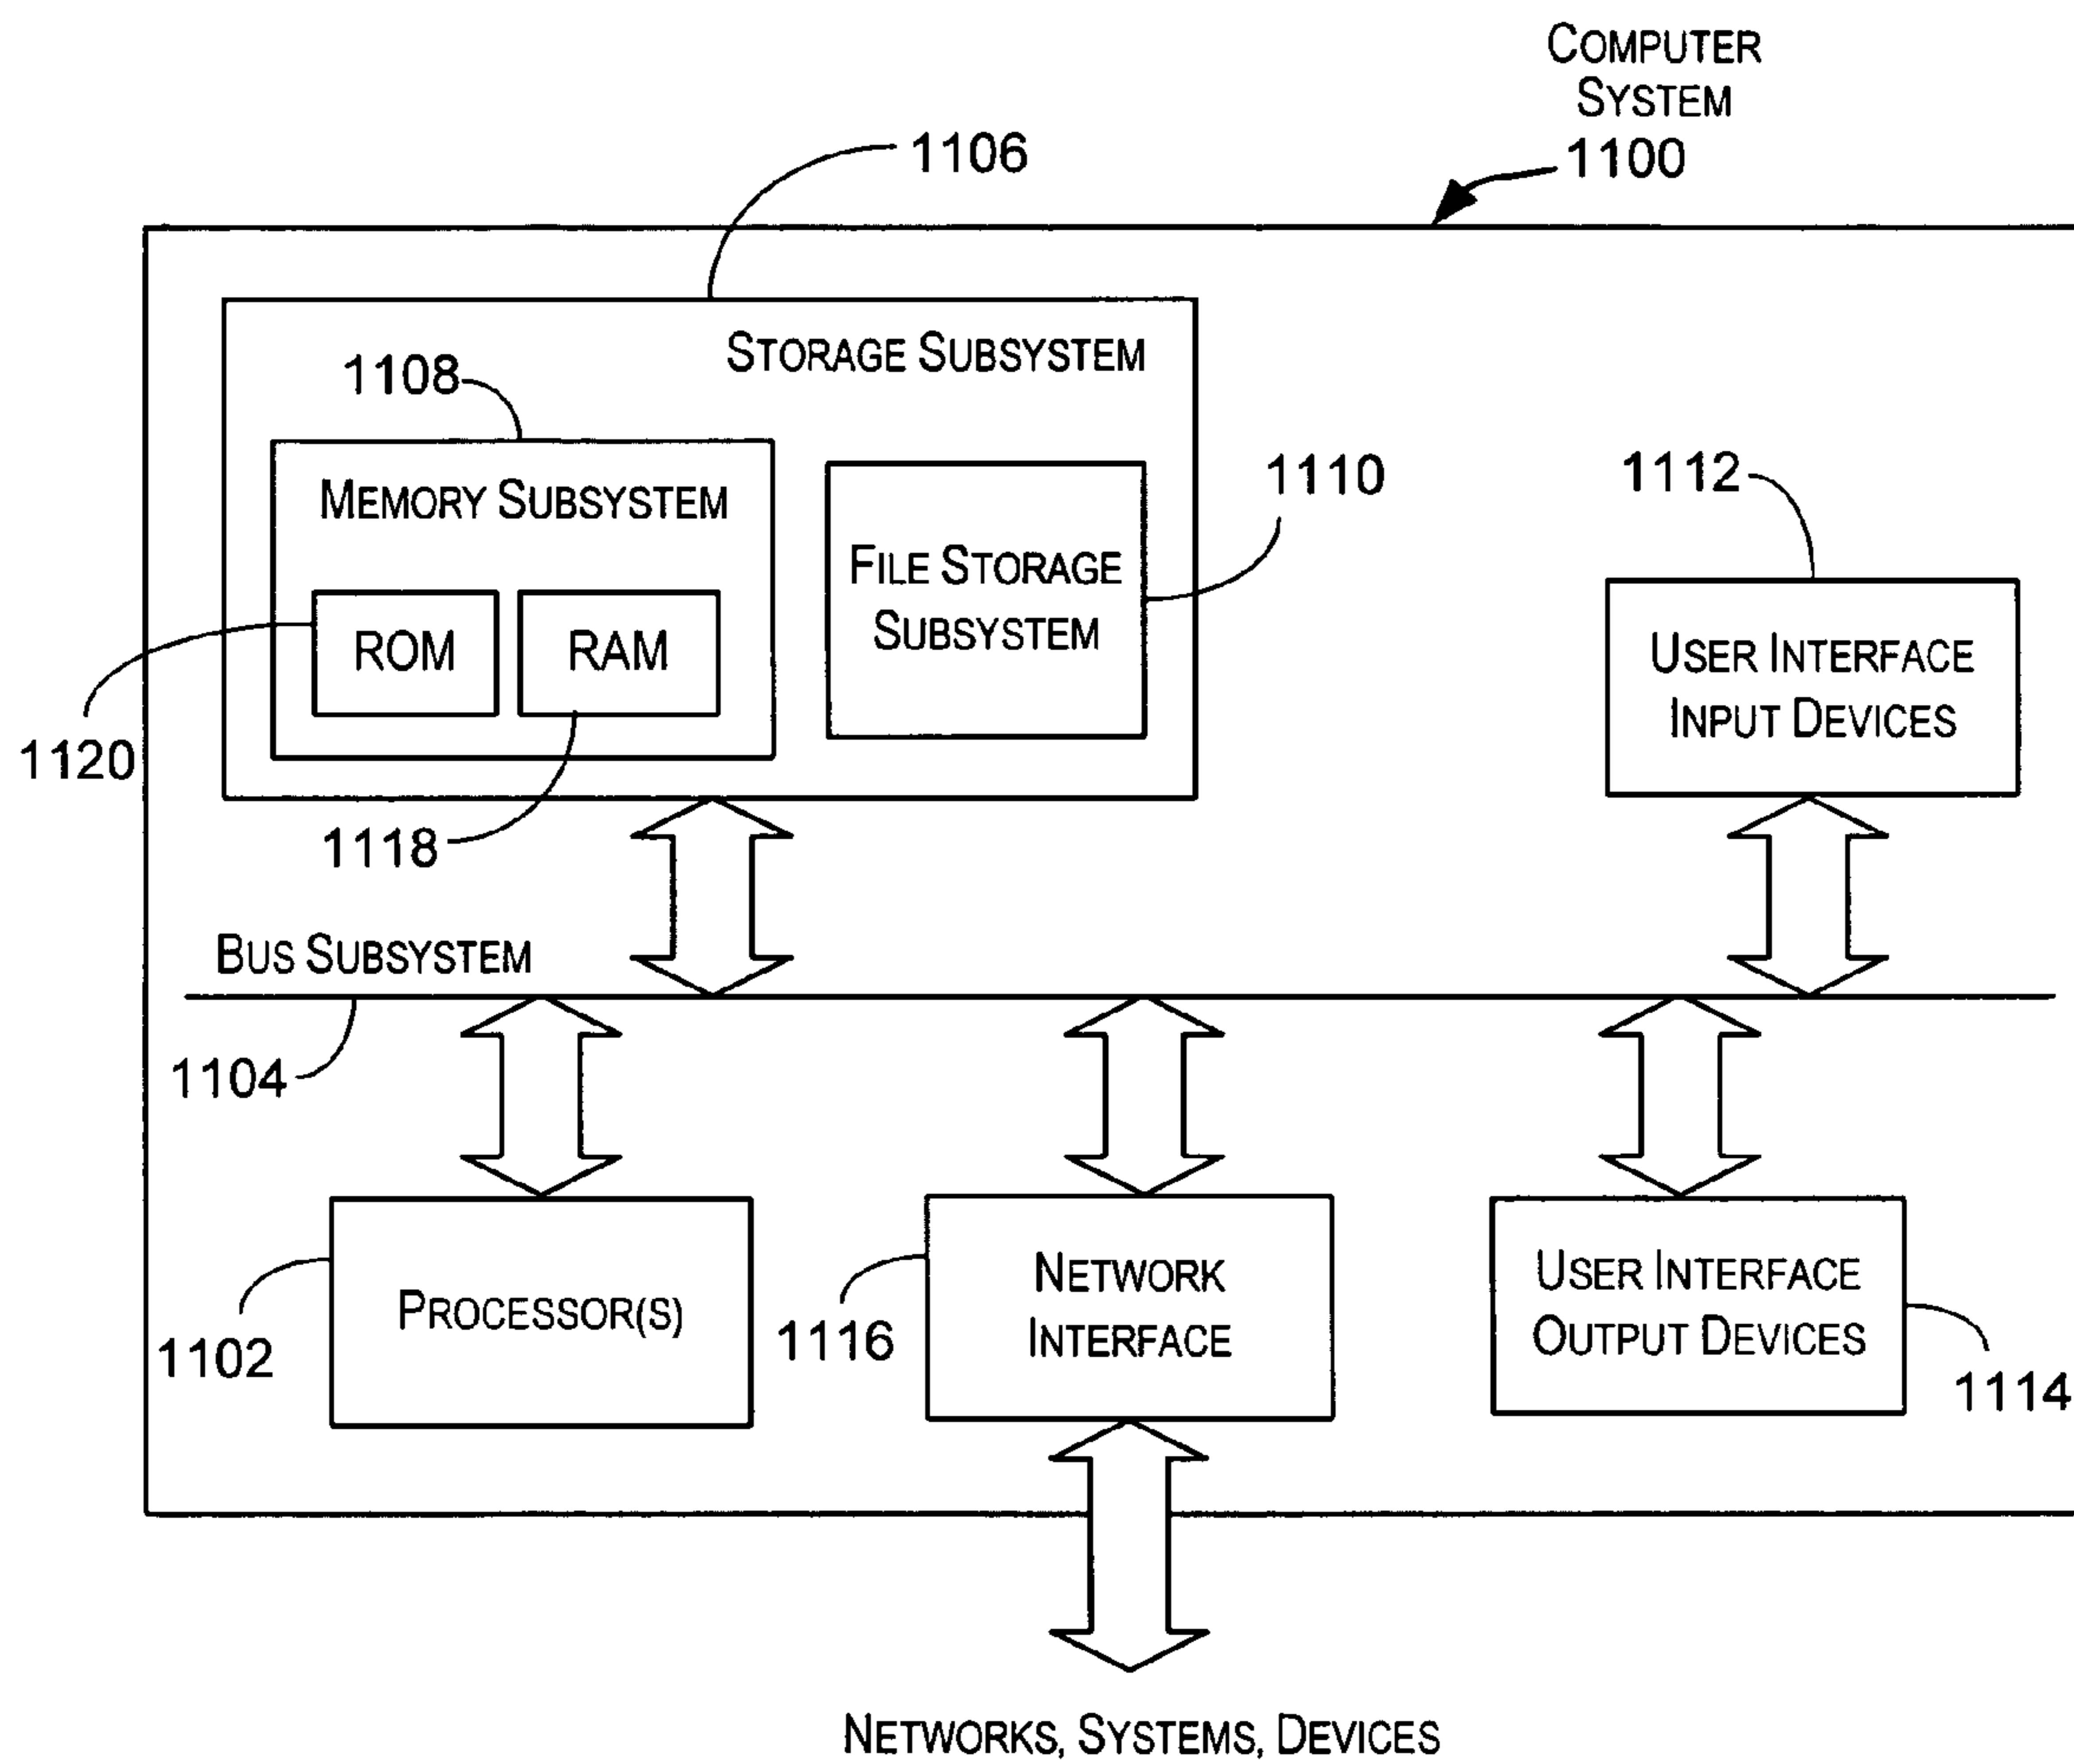 COMPUTER
SYSTEM
1100
1106
STORAGE SUBSYSTEM
1108
MEMORY SUBSYSTEM
1110
FILE STORAGE
SUBSYSTEM
ROM
RAM
1120
1118
1112
USER INTERFACE
INPUT DEVICES
BUS SUBSYSTEM
1104
PROCESSOR(S)
1102
NETWORK
INTERFACE
1116
USER INTERFACE
OUTPUT DEVICES
1114
NETWORKS, SYSTEMS, DEVICES